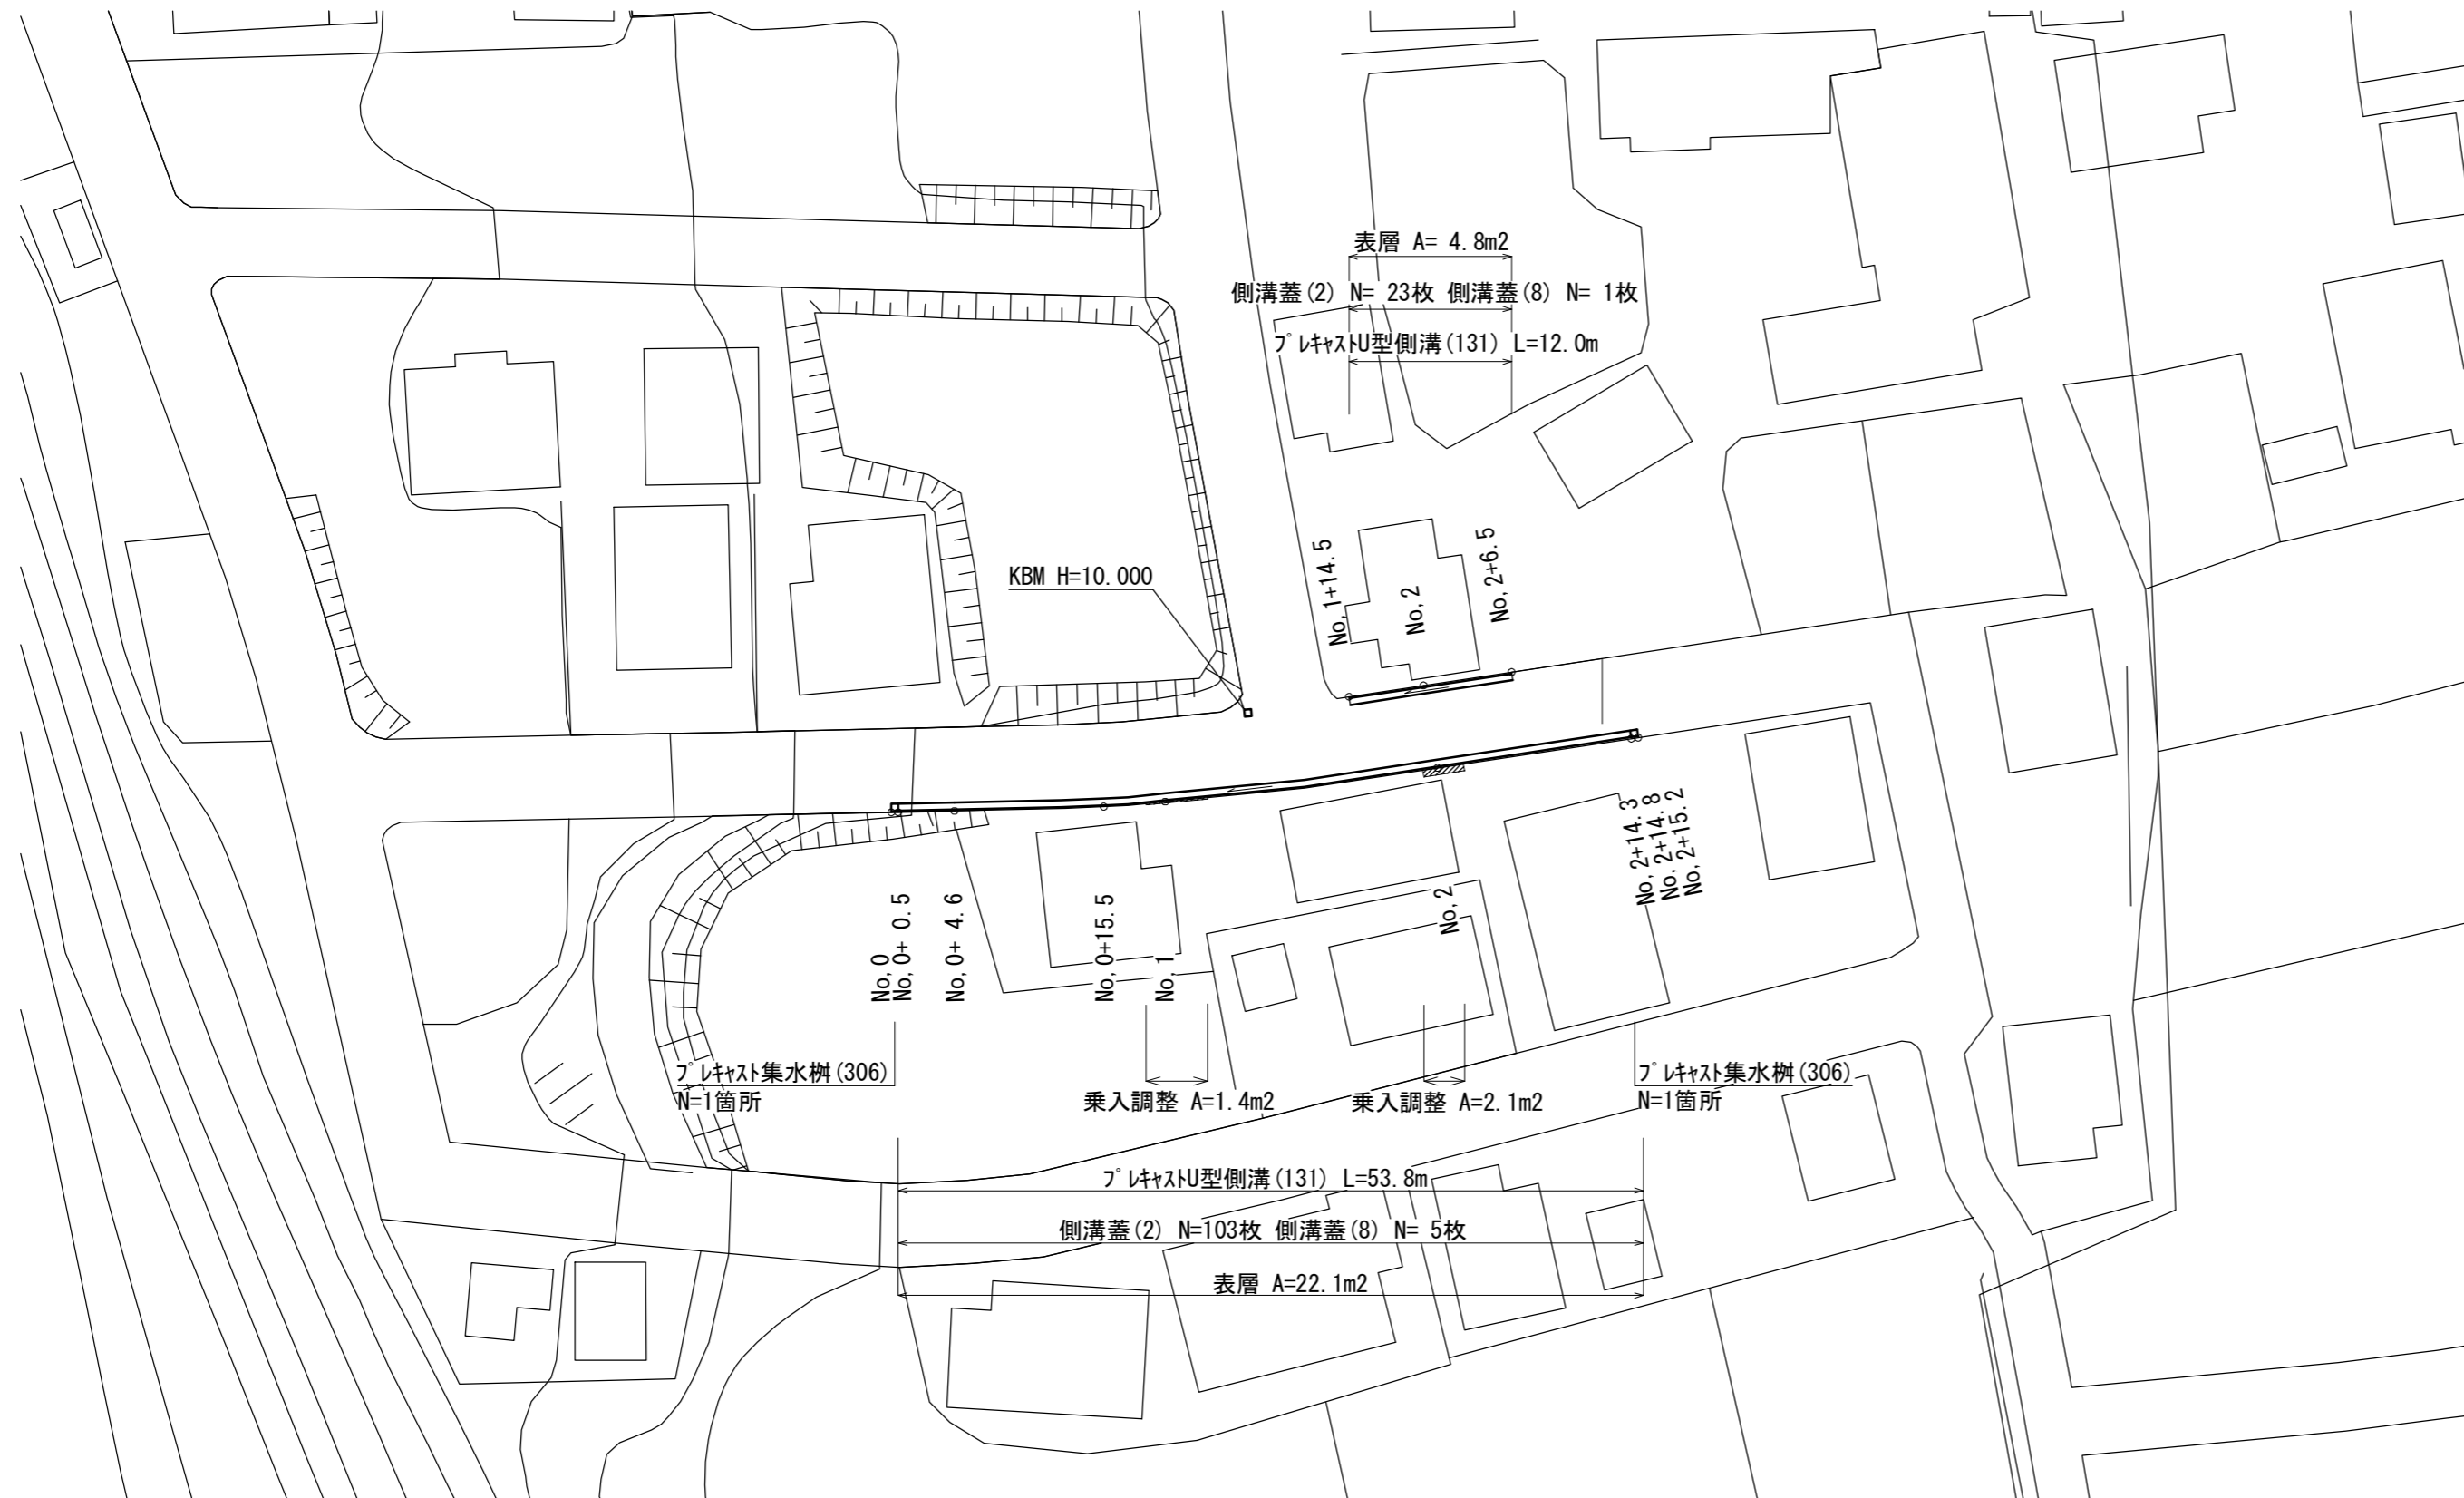 表層 A= 4.8m2
側溝蓋(2) N= 23枚 側溝蓋(8) N= 1枚
プレキャストU型側溝(131) L=12.0m
KBM H=10.000
No,1+14.5
No,2
No,2+6.5
No,2+14.3
No,2+14.8
No,2+15.2
No,0
No,0+ 0.5
No,0+ 4.6
No,0+15.5
No,1
No,2
プレキャスト集水桝(306)
N=1箇所
乗入調整 A=1.4m2
乗入調整 A=2.1m2
プレキャスト集水桝(306)
N=1箇所
プレキャストU型側溝(131) L=53.8m
側溝蓋(2) N=103枚 側溝蓋(8) N= 5枚
表層 A=22.1m2